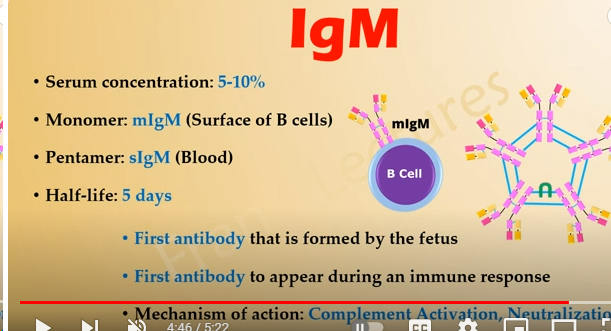 IgM
• Serum concentration: 5-10%
• Monomer: mIgM (Surface of B cells)
mIgM
• Pentamer: sIgM (Blood)
B Cell
• Half-life: 5 days
• First antibody that is formed by the fetus
• First antibody to appear during an immune response
• Mechanism of action: Complement Activation,
4:46 / 5:22
CC